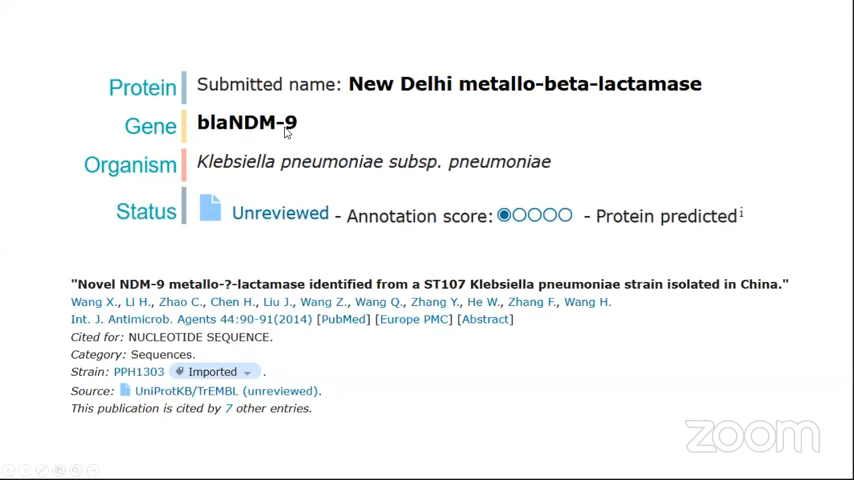 Protein Submitted name: New Delhi metallo-beta-lactamase
Gene blaNDM-9
Organism Klebsiella pneumoniae subsp. pneumoniae
Status Unreviewed - Annotation score: - Protein predicted i
"Novel NDM-9 metallo-?-lactamase identified from a ST107 Klebsiella pneumoniae strain isolated in China."
Wang X., Li H., Zhao C., Chen H., Liu J., Wang Z., Wang Q., Zhang Y., He W., Zhang F., Wang H.
Int. J. Antimicrob. Agents 44:90-91(2014) [PubMed] [Europe PMC] [Abstract]
Cited for: NUCLEOTIDE SEQUENCE.
Category: Sequences.
Strain: PPH1303 Imported .
Source: UniProtKB/TrEMBL (unreviewed).
This publication is cited by 7 other entries.
zoom